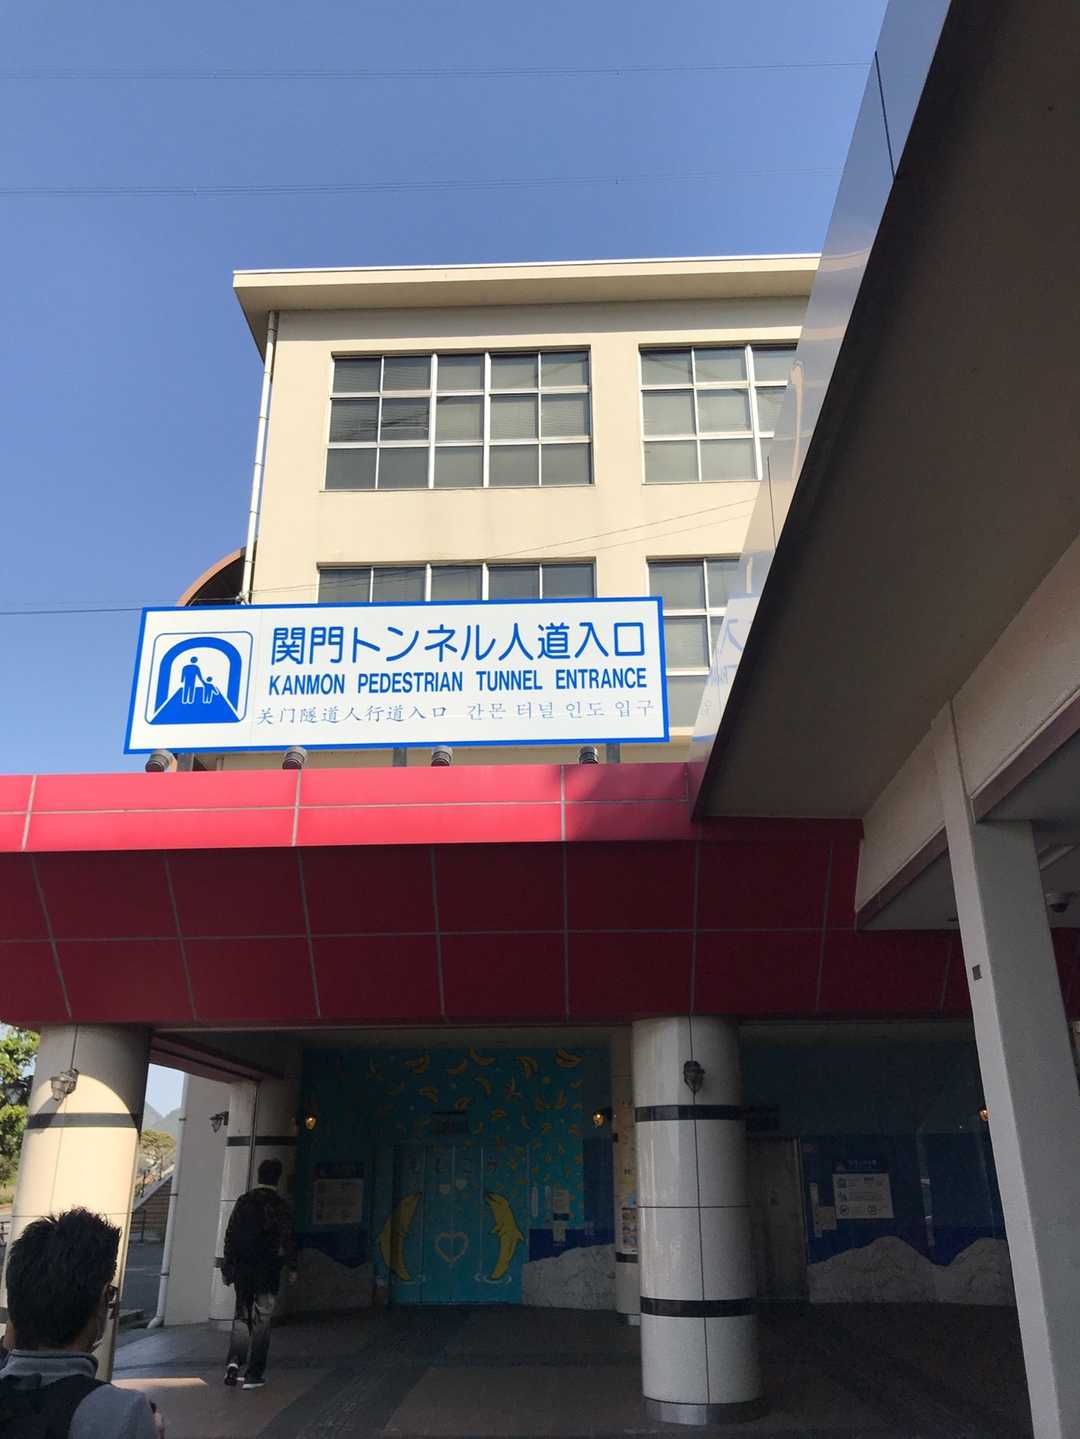 関門トンネル人道入口
KANMON PEDESTRIAN TUNNEL ENTRANCE
关门隧道人行道入口 간몬 터널 인도 입구